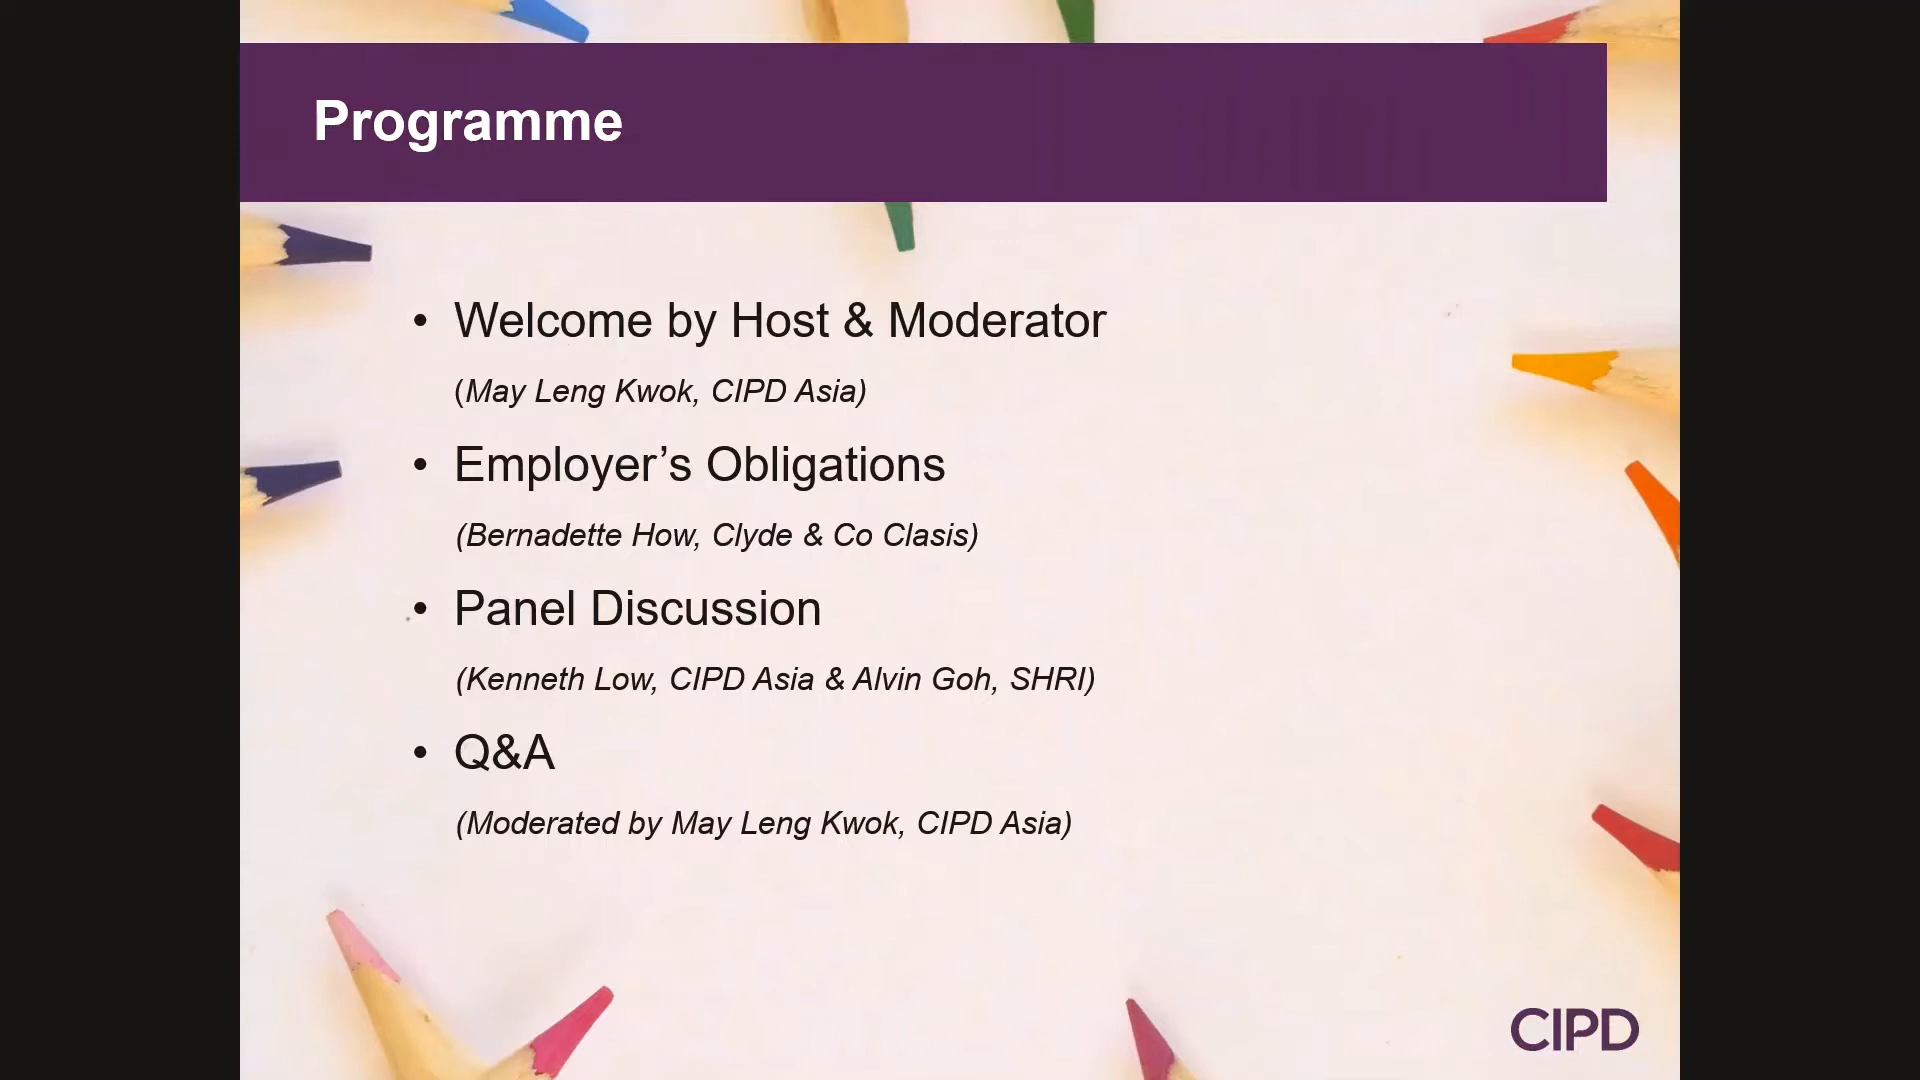 Programme
• Welcome by Host & Moderator
(May Leng Kwok, CIPD Asia)
• Employer’s Obligations
(Bernadette How, Clyde & Co Clasis)
• Panel Discussion
(Kenneth Low, CIPD Asia & Alvin Goh, SHRI)
• Q&A
(Moderated by May Leng Kwok, CIPD Asia)
CIPD